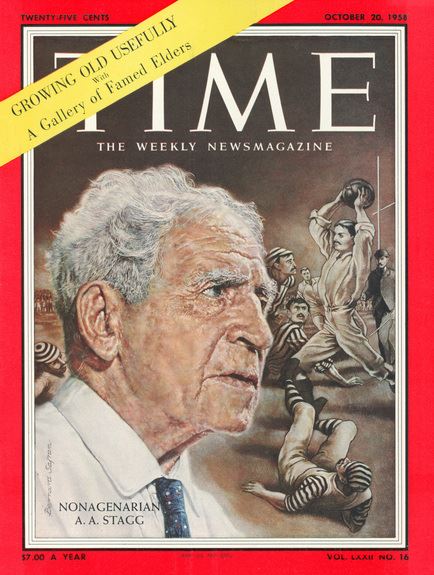 TWENTY-FIVE CENTS
OCTOBER 20, 1958
GROWING OLD USEFULLY
With
A Gallery of Famed Elders
TIME
THE WEEKLY NEWSMAGAZINE
NONAGENARIAN
A. A. STAGG
$7.00 A YEAR
VOL. LXXII NO. 16